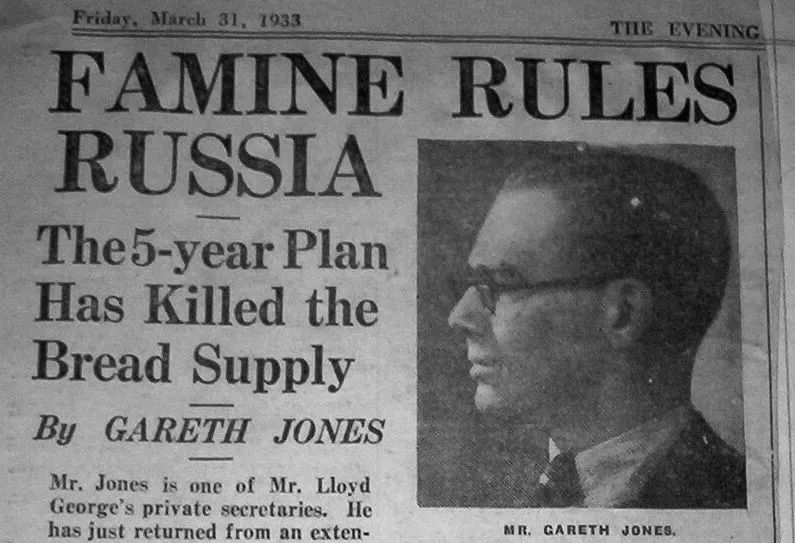 Friday, March 31, 1933
THE EVENING
FAMINE RULES
RUSSIA
The 5-year Plan
Has Killed the
Bread Supply
By GARETH JONES
Mr. Jones is one of Mr. Lloyd
George's private secretaries. He
has just returned from an exten-
MR. GARETH JONES.